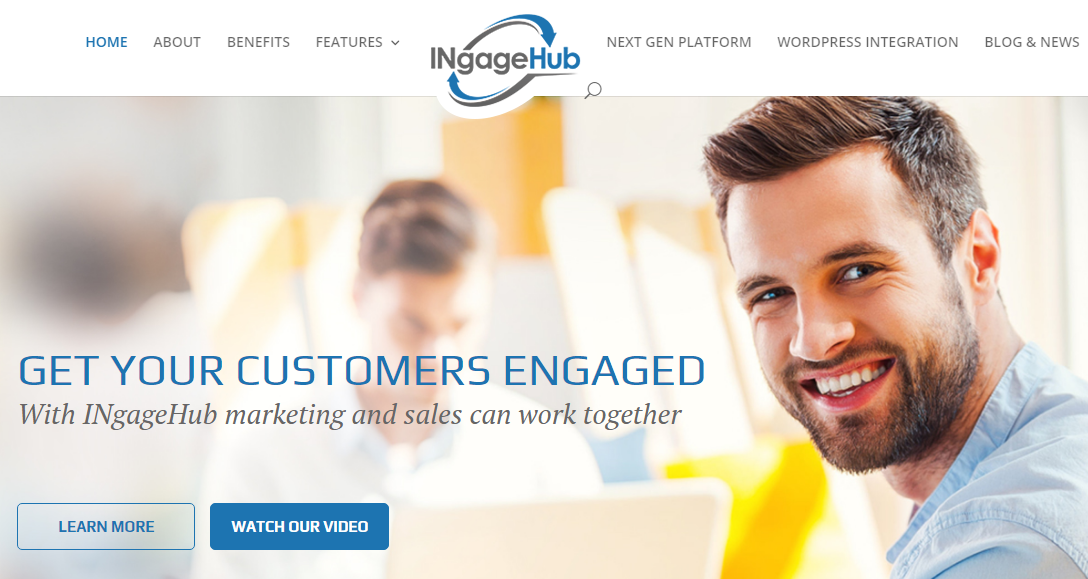 HOME ABOUT BENEFITS FEATURES INgageHub NEXT GEN PLATFORM WORDPRESS INTEGRATION BLOG & NEWS
GET YOUR CUSTOMERS ENGAGED
With INgageHub marketing and sales can work together
LEARN MORE WATCH OUR VIDEO